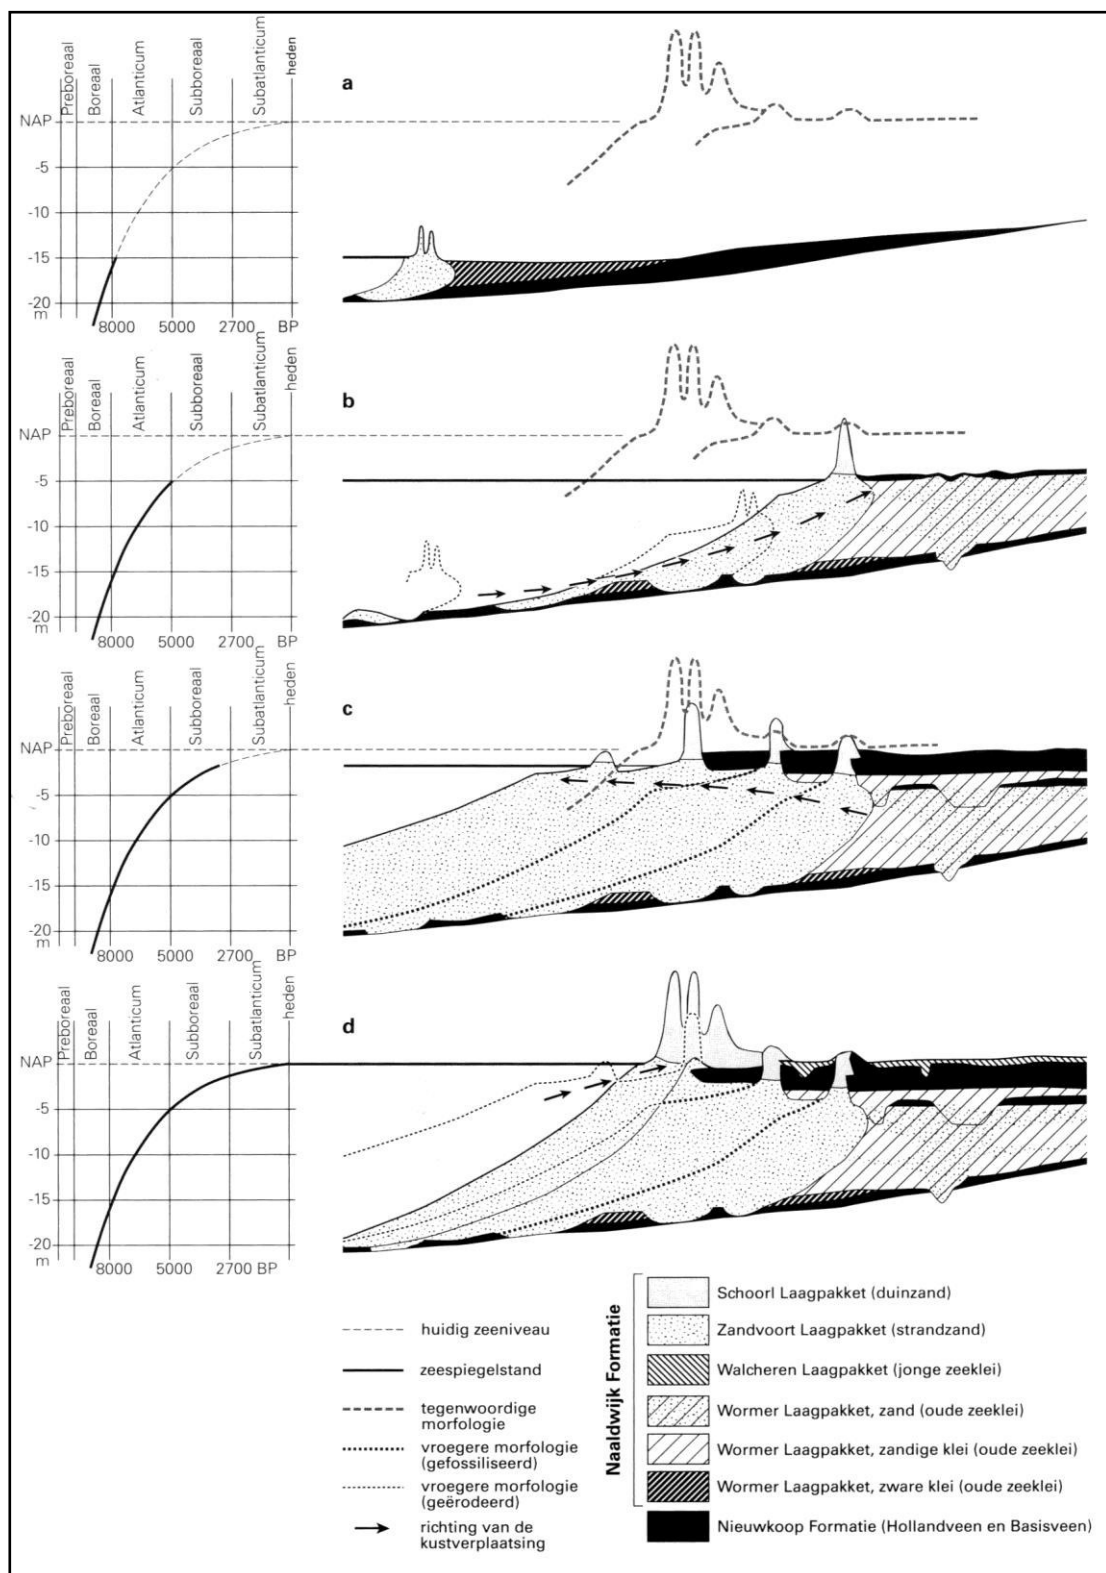 Preboreaal
Boreaal
Atlanticum
Subboreaal
Subatlanticum
heden
NAP
-5
-10
-15
-20
m
8000
5000
2700
BP
a
Preboreaal
Boreaal
Atlanticum
Subboreaal
Subatlanticum
heden
NAP
-5
-10
-15
-20
m
8000
5000
2700
BP
b
Preboreaal
Boreaal
Atlanticum
Subboreaal
Subatlanticum
heden
NAP
-5
-10
-15
-20
m
8000
5000
2700
BP
c
Preboreaal
Boreaal
Atlanticum
Subboreaal
Subatlanticum
heden
NAP
-5
-10
-15
-20
m
8000
5000
2700 BP
d
huidig zeeniveau
zeespiegelstand
tegenwoordige
morfologie
vroegere morfologie
(gefossiliseerd)
vroegere morfologie
(geërodeerd)
richting van de
kustverplaatsing
Naaldwijk Formatie
Schoorl Laagpakket (duinzand)
Zandvoort Laagpakket (strandzand)
Walcheren Laagpakket (jonge zeeklei)
Wormer Laagpakket, zand (oude zeeklei)
Wormer Laagpakket, zandige klei (oude zeeklei)
Wormer Laagpakket, zware klei (oude zeeklei)
Nieuwkoop Formatie (Hollandveen en Basisveen)